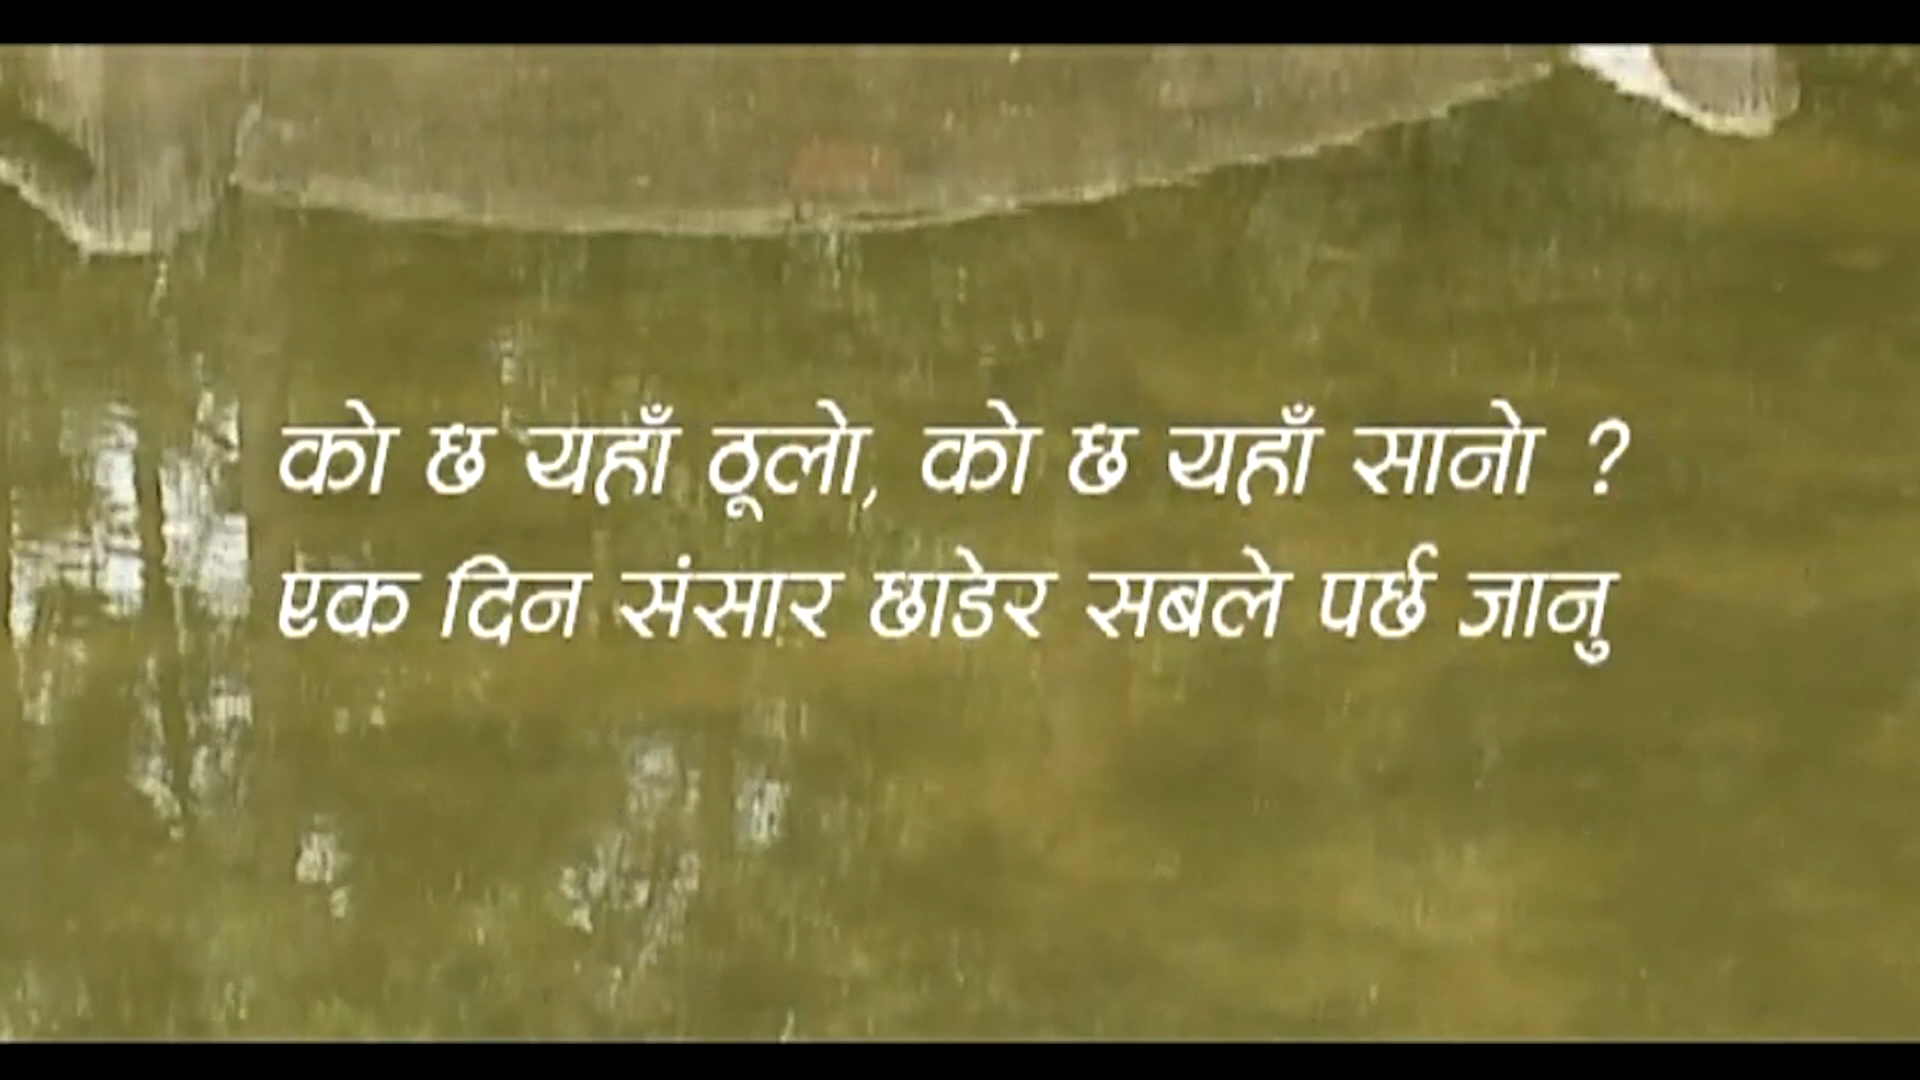 को छ यहाँ ठूलो, को छ यहाँ सानो ?
एक दिन संसार छाडेर सबले पर्छ जानु